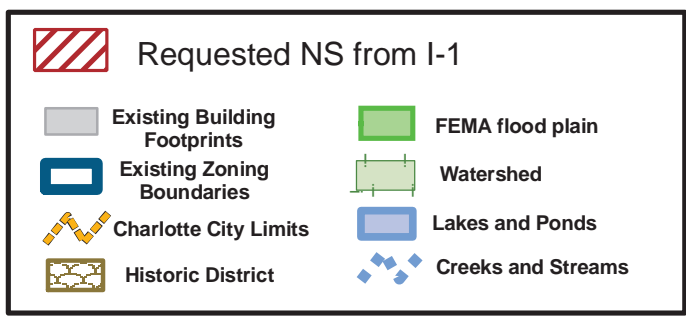 Requested NS from I-1
Existing Building
Footprints
Existing Zoning
Boundaries
Charlotte City Limits
Historic District
FEMA flood plain
Watershed
Lakes and Ponds
Creeks and Streams